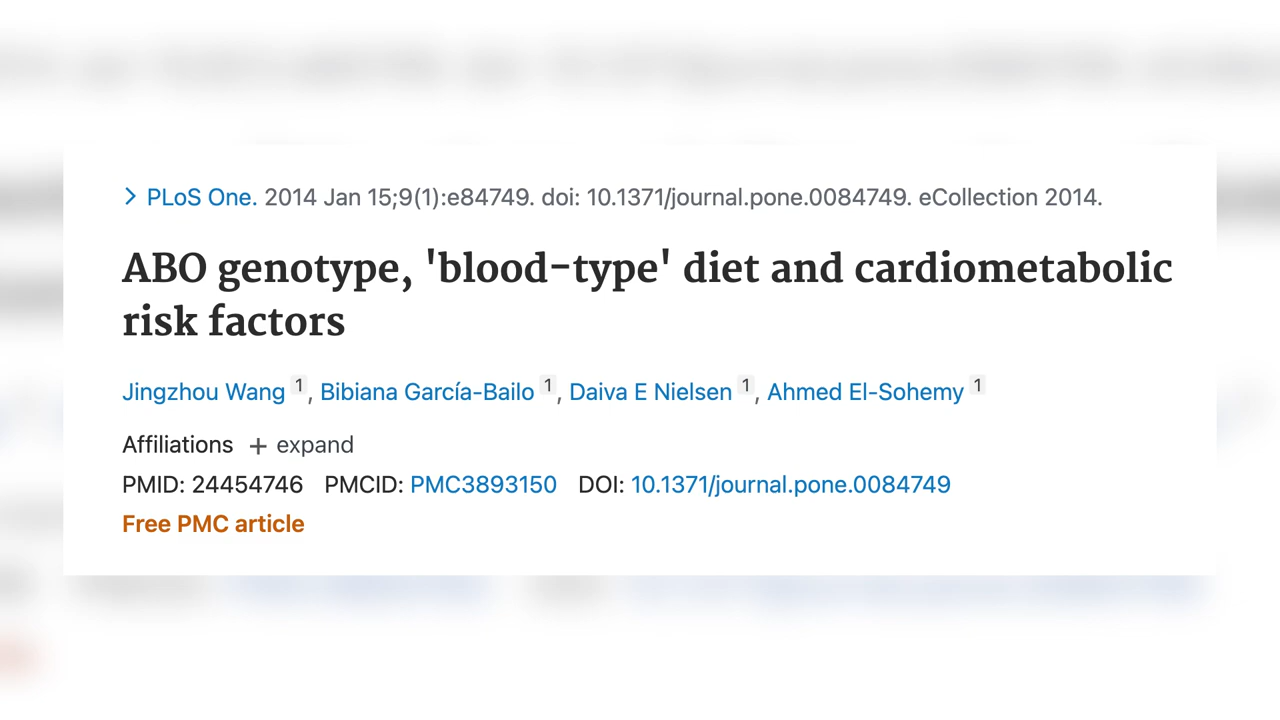 > PLoS One. 2014 Jan 15;9(1):e84749. doi: 10.1371/journal.pone.0084749. eCollection 2014.
ABO genotype, 'blood-type' diet and cardiometabolic
risk factors
Jingzhou Wang 1, Bibiana García-Bailo 1, Daiva E Nielsen 1, Ahmed El-Sohemy 1
Affiliations + expand
PMID: 24454746 PMCID: PMC3893150 DOI: 10.1371/journal.pone.0084749
Free PMC article